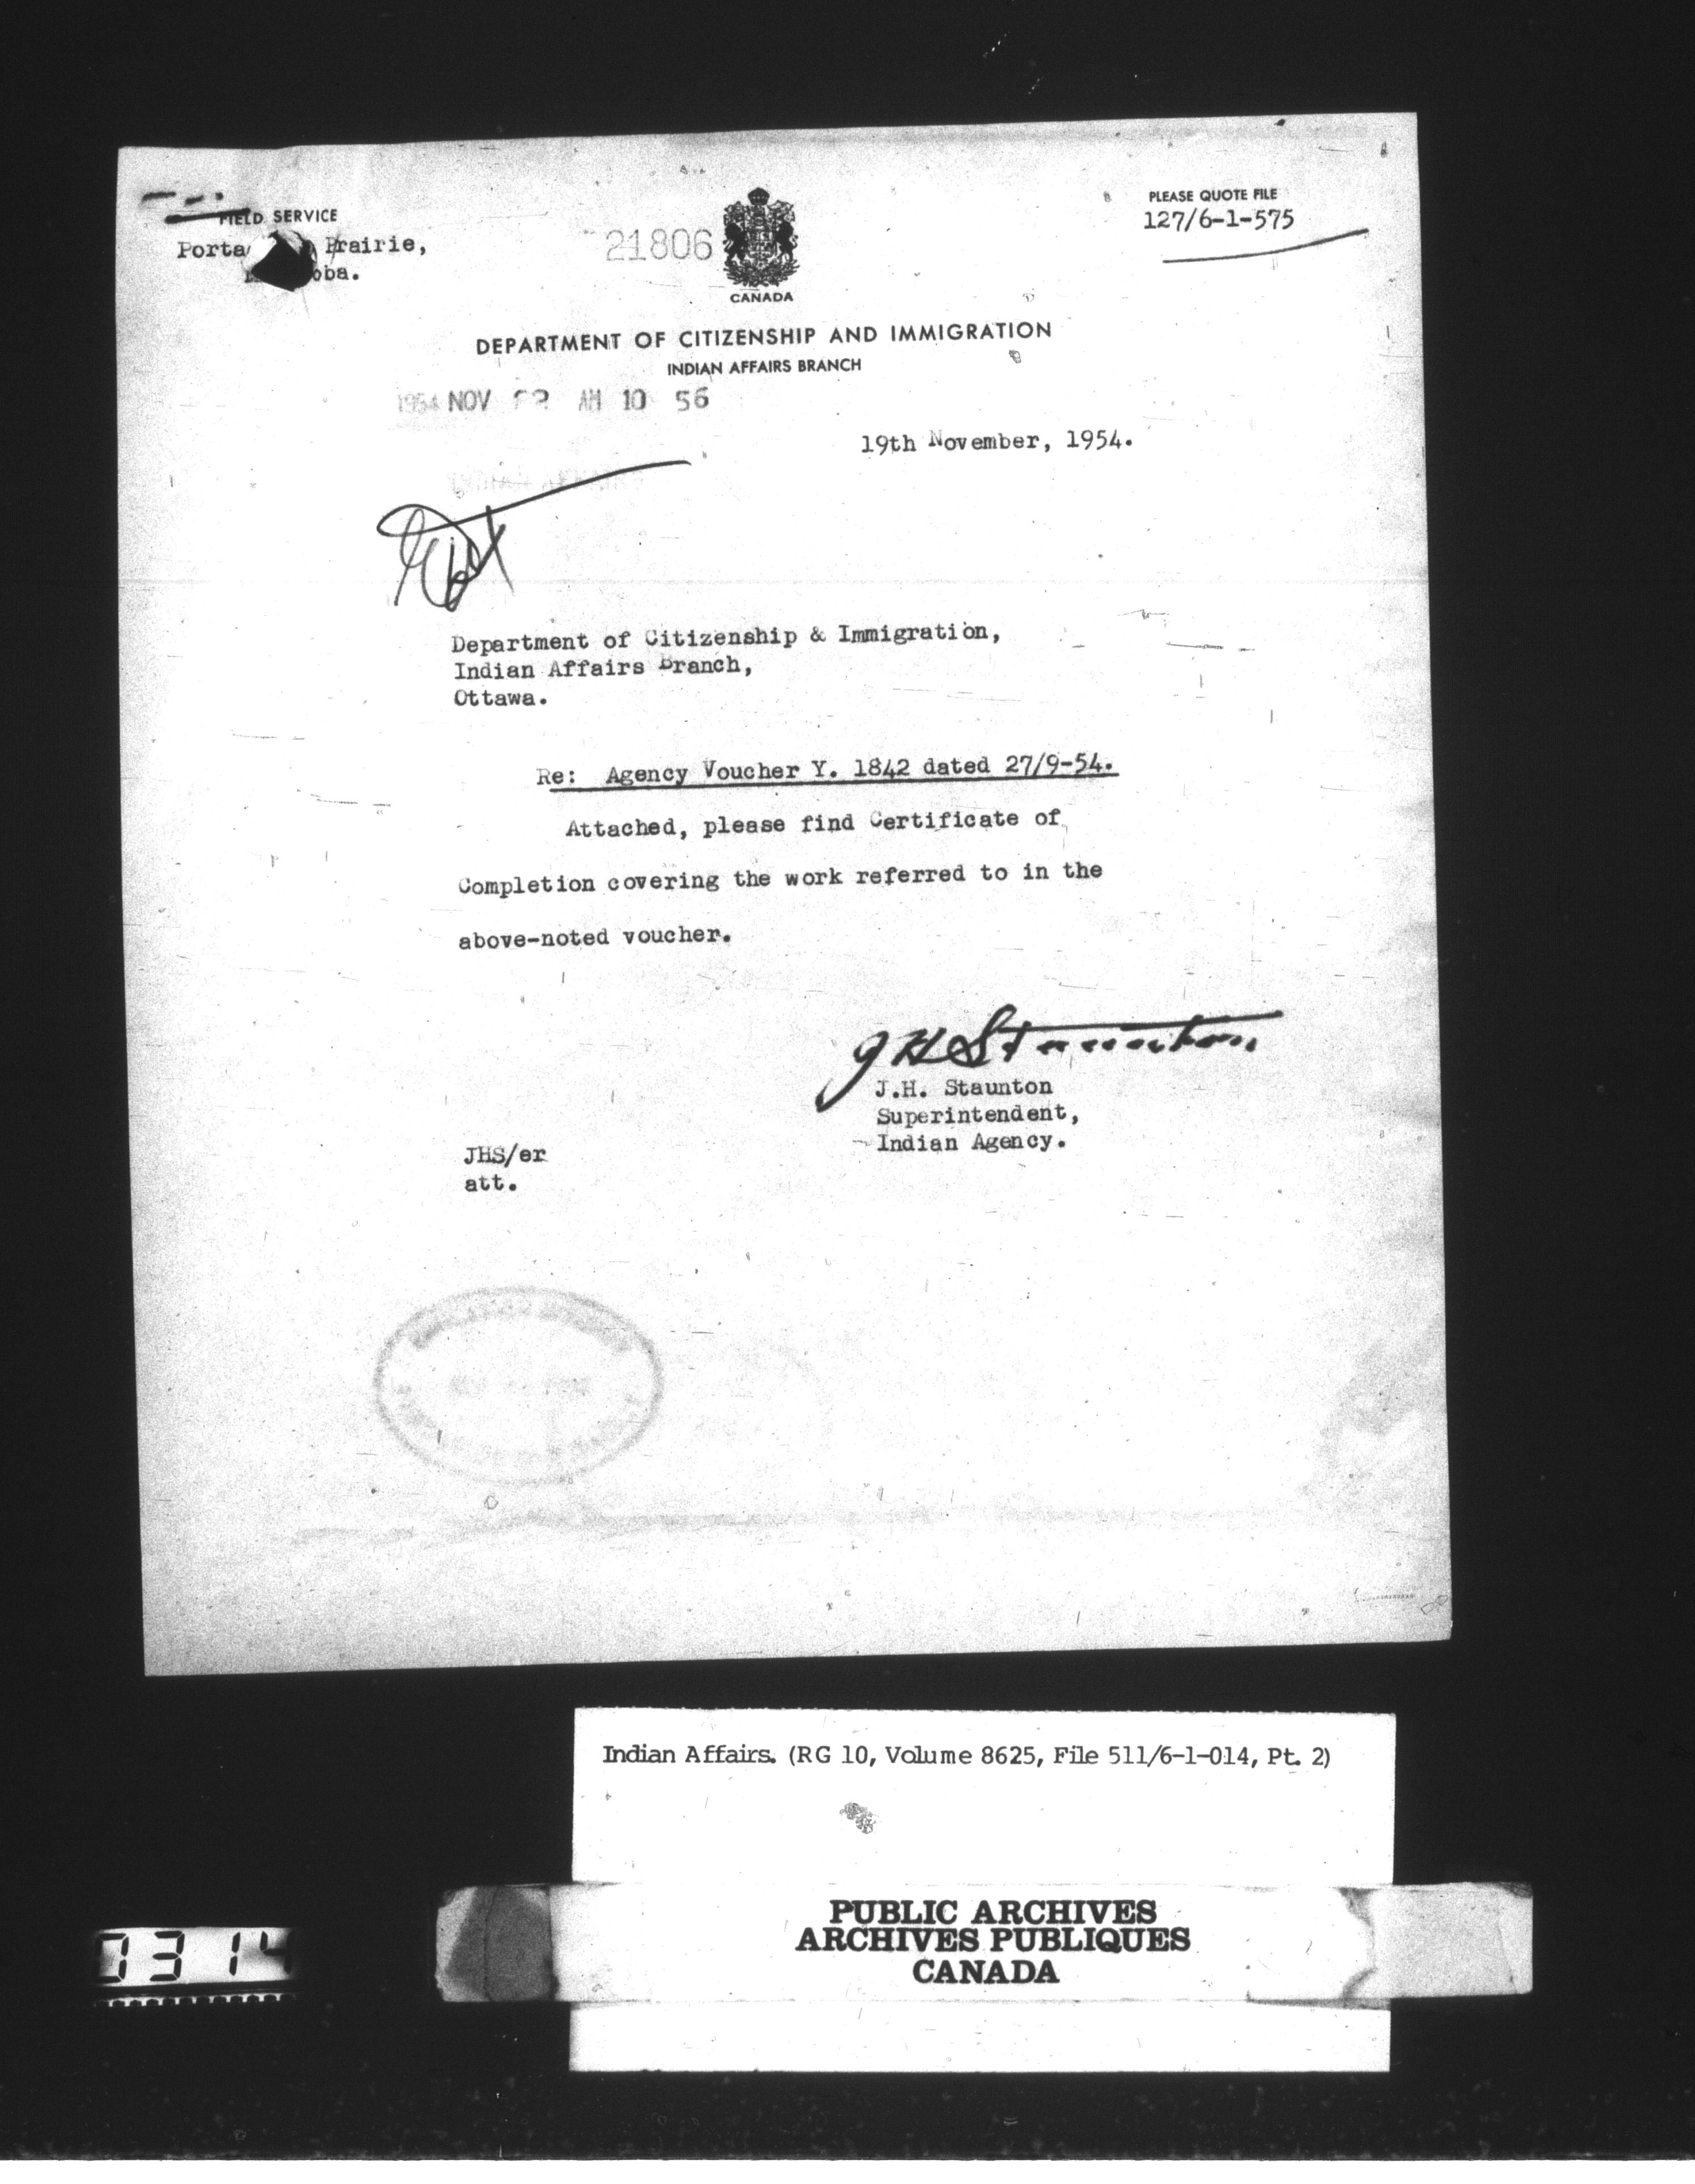 FIELD SERVICE
Prairie,
PLEASE QUOTE FILE
127/6-1-575
21806
CANADA
DEPARTMENT OF CITIZENSHIP AND IMMIGRATION
INDIAN AFFAIRS BRANCH
1954 NOV AM 10 56
19th November, 1954.
Department of Citizenship & Immigration,
Indian Affairs Branch,
Ottawa.
Re: Agency Voucher Y. 1842 dated 27/9-54.
Attached, please find Certificate of
Completion covering the work referred to in the
above-noted voucher.
J H Staunton
J.H. Staunton
Superintendent,
Indian Agency.
JHS/er
att.
Indian Affairs. (RG 10, Volume 8625, File 511/6-1-014, Pt. 2)
PUBLIC ARCHIVES
ARCHIVES PUBLIQUES
CANADA
0314